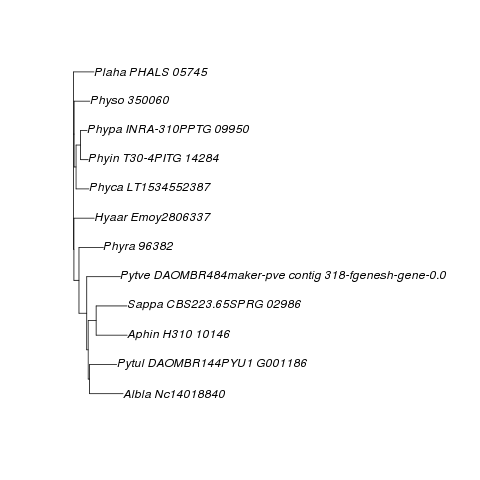 Plaha PHALS 05745
Physo 350060
Phypa INRA-310PPTG 09950
Phyin T30-4PITG 14284
Phyca LT1534552387
Hyaar Emoy2806337
Phyra 96382
Pytve DAOMBR484maker-pve contig 318-fgenesh-gene-0.0
Sappa CBS223.65SPRG 02986
Aphin H310 10146
Pytul DAOMBR144PYU1 G001186
Albla Nc14018840